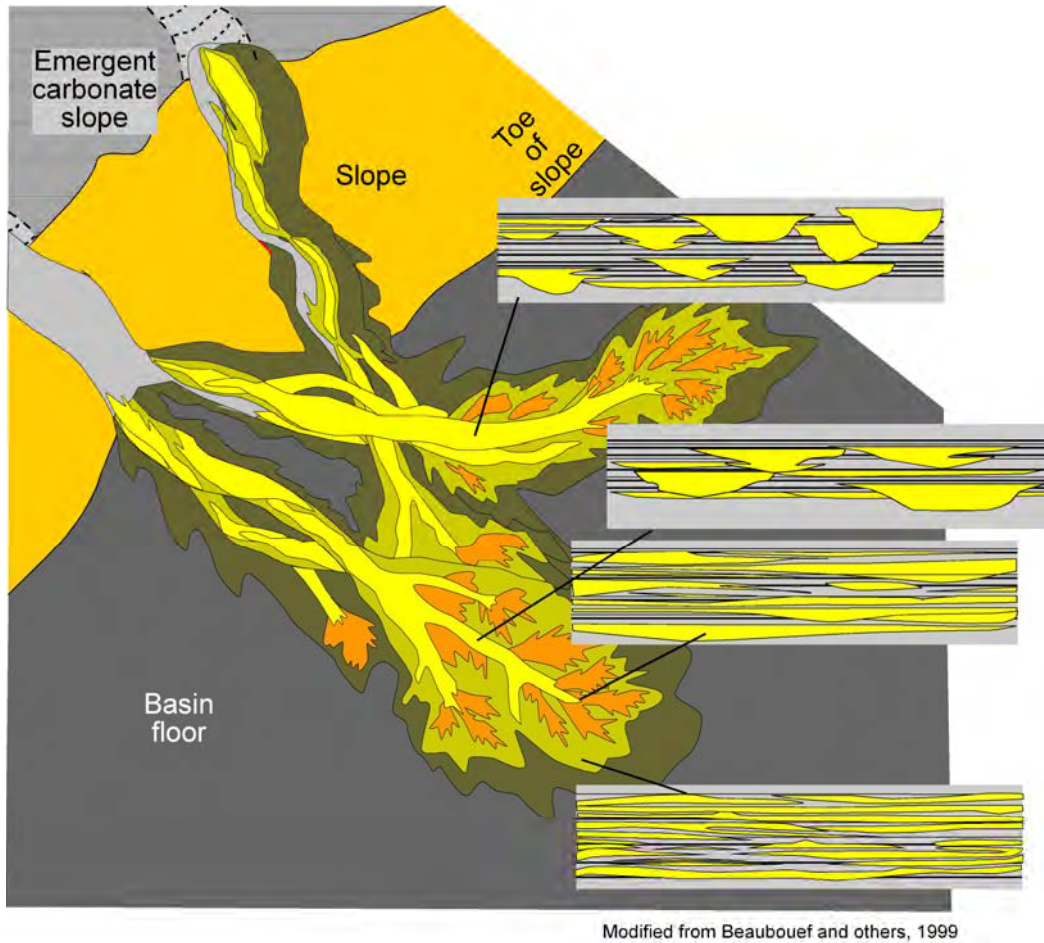 Emergent
carbonate
slope
Slope
Toe
of
slope
Basin
floor
Modified from Beaubouef and others, 1999